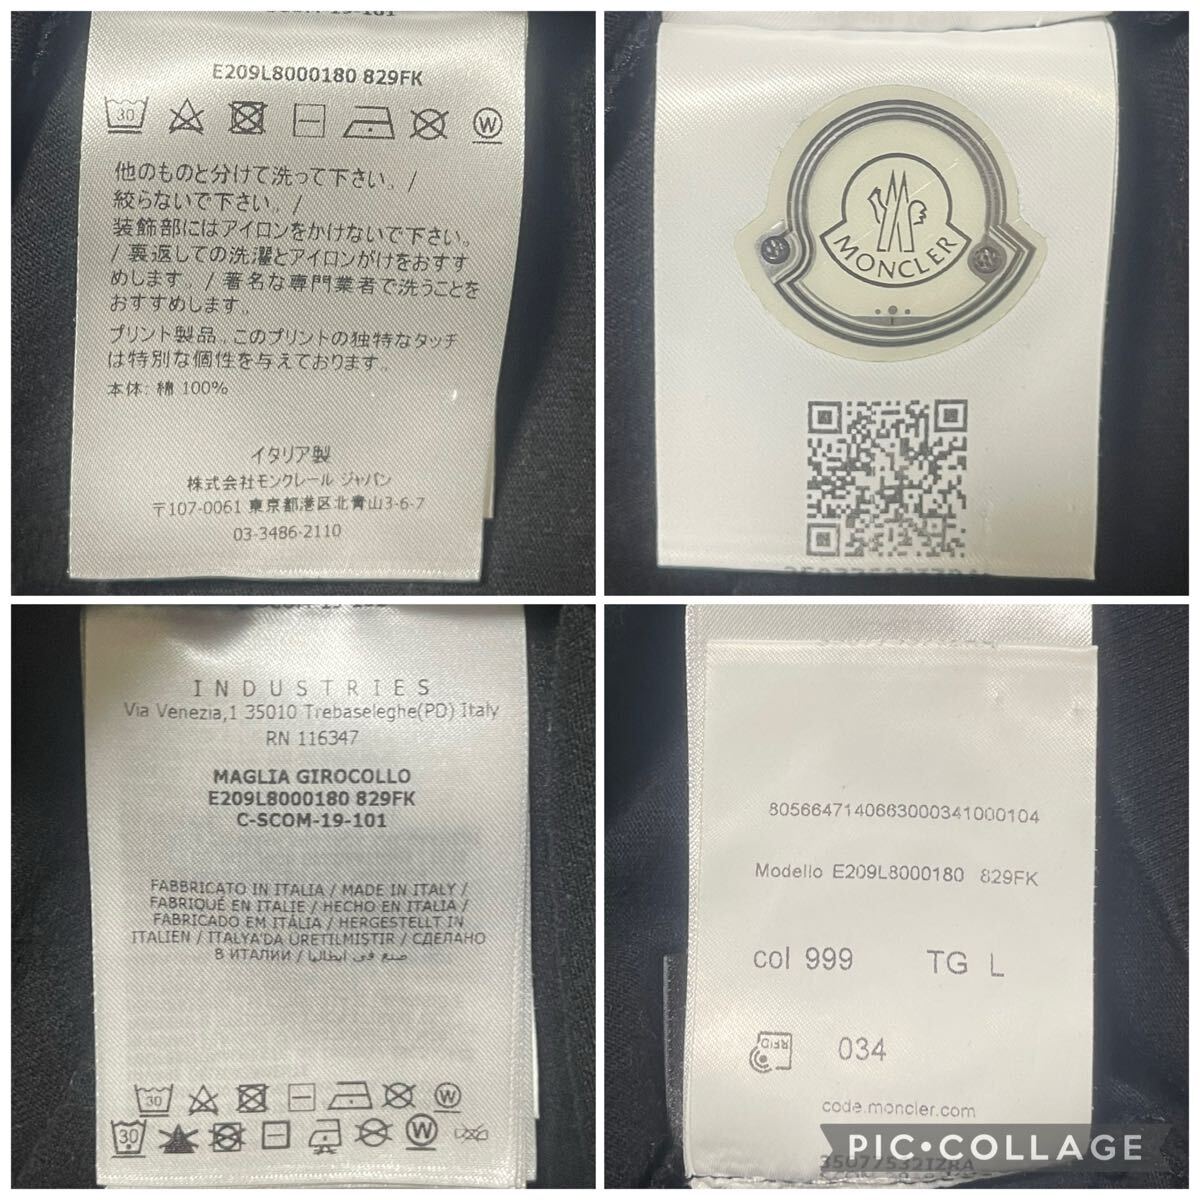 E209L8000180 829FK
30
W
他のものと分けて洗って下さい。/
絞らないで下さい。/
装飾部にはアイロンをかけないで下さい。
/ 裏返しての洗濯とアイロンがけをおすす
めします / 著名な専門業者で洗うことを
おすすめします。
プリント製品。このプリントの独特なタッチ
は特別な個性を与えております。
本体: 綿 100%
イタリア製
株式会社モンクレール ジャパン
〒107-0061 東京都港区北青山3-6-7
03-3486-2110
MONCLER
INDUSTRIES
Via Venezia,1 35010 Trebaseleghe(PD) Italy
RN 116347
MAGLIA GIROCOLLO
E209L8000180 829FK
C-SCOM-19-101
FABBRICATO IN ITALIA / MADE IN ITALY /
FABRIQUÉ EN ITALIE / HECHO EN ITALIA /
FABRICADO EM ITÁLIA / HERGESTELLT IN
ITALIEN / ITALYA'DA ÜRETILMISTIR / СДЕЛАНО
В ИТАЛИИ / صنع في ايطاليا
30
W
30
W
805664714066300034​1000104
Modello E209L8000180 829FK
col 999 TG L
RFID
034
code.moncler.com
PIC•COLLAGE